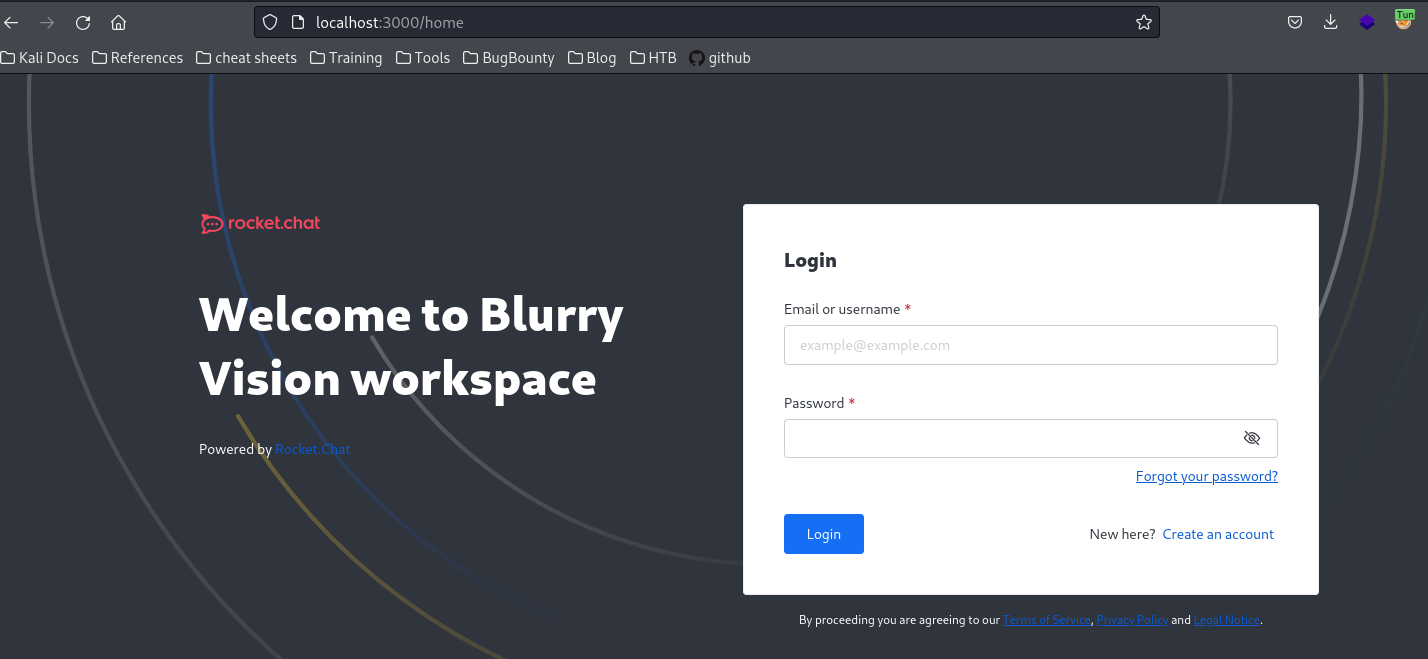 localhost:3000/home
Tun
Kali Docs References cheat sheets Training Tools BugBounty Blog HTB github
rocket.chat
Welcome to Blurry
Vision workspace
Powered by Rocket.Chat
Login
Email or username *
example@example.com
Password *
Forgot your password?
Login New here? Create an account
By proceeding you are agreeing to our Terms of Service, Privacy Policy and Legal Notice.